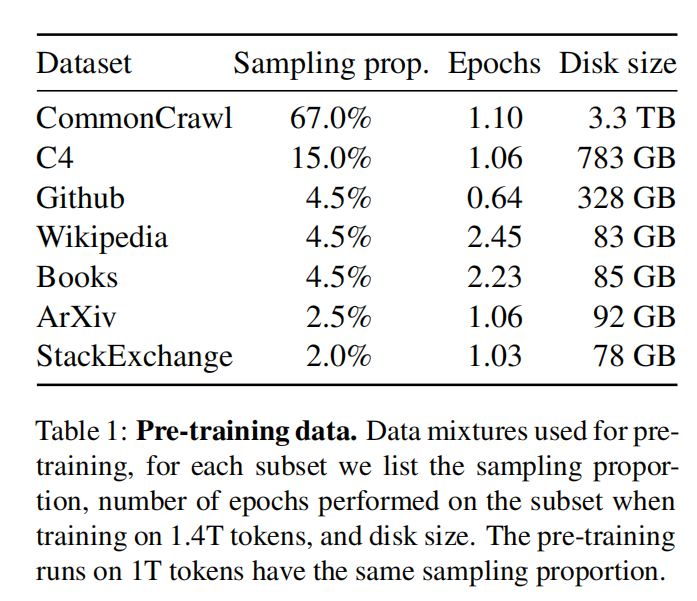 Dataset Sampling prop. Epochs Disk size
CommonCrawl 67.0% 1.10 3.3 TB
C4 15.0% 1.06 783 GB
Github 4.5% 0.64 328 GB
Wikipedia 4.5% 2.45 83 GB
Books 4.5% 2.23 85 GB
ArXiv 2.5% 1.06 92 GB
StackExchange 2.0% 1.03 78 GB
Table 1: Pre-training data. Data mixtures used for pre-
training, for each subset we list the sampling propor-
tion, number of epochs performed on the subset when
training on 1.4T tokens, and disk size. The pre-training
runs on 1T tokens have the same sampling proportion.